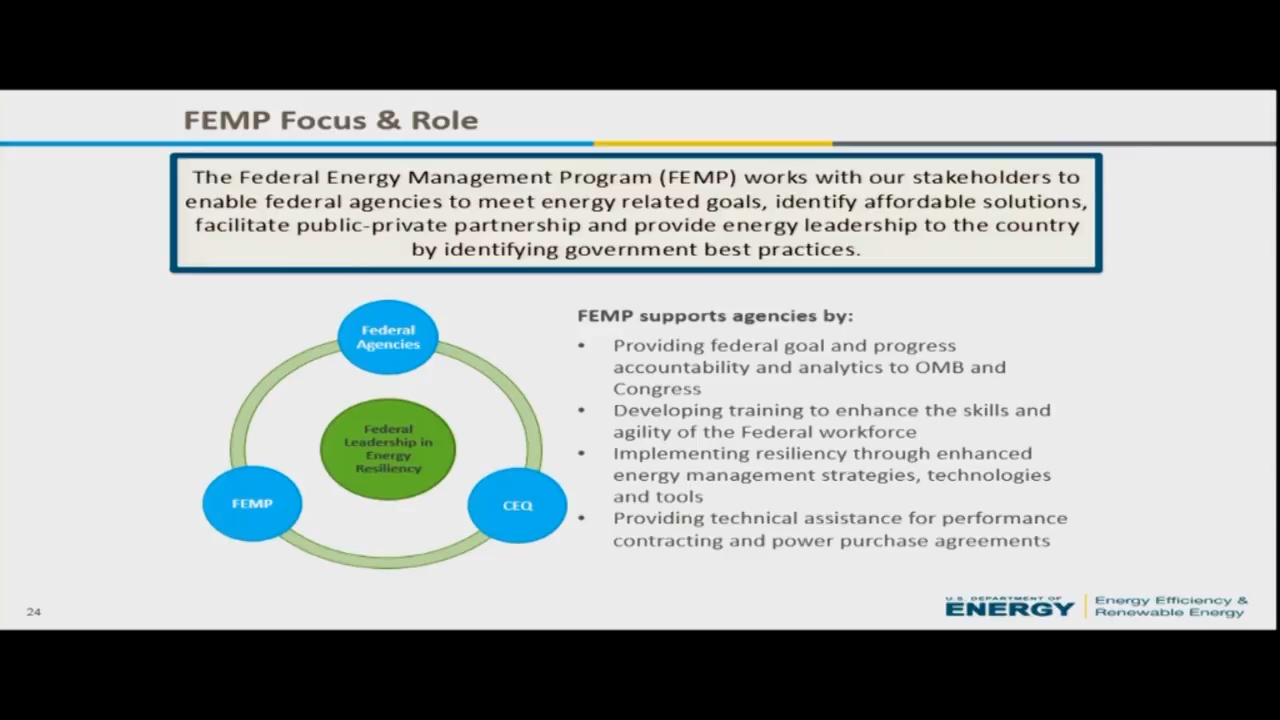 FEMP Focus & Role
The Federal Energy Management Program (FEMP) works with our stakeholders to
enable federal agencies to meet energy related goals, identify affordable solutions,
facilitate public-private partnership and provide energy leadership to the country
by identifying government best practices.
Federal
Agencies
Federal
Leadership in
Energy
Resiliency
FEMP
CEQ
FEMP supports agencies by:
• Providing federal goal and progress
accountability and analytics to OMB and
Congress
• Developing training to enhance the skills and
agility of the Federal workforce
• Implementing resiliency through enhanced
energy management strategies, technologies
and tools
• Providing technical assistance for performance
contracting and power purchase agreements
24
U.S. DEPARTMENT OF
ENERGY
Energy Efficiency &
Renewable Energy